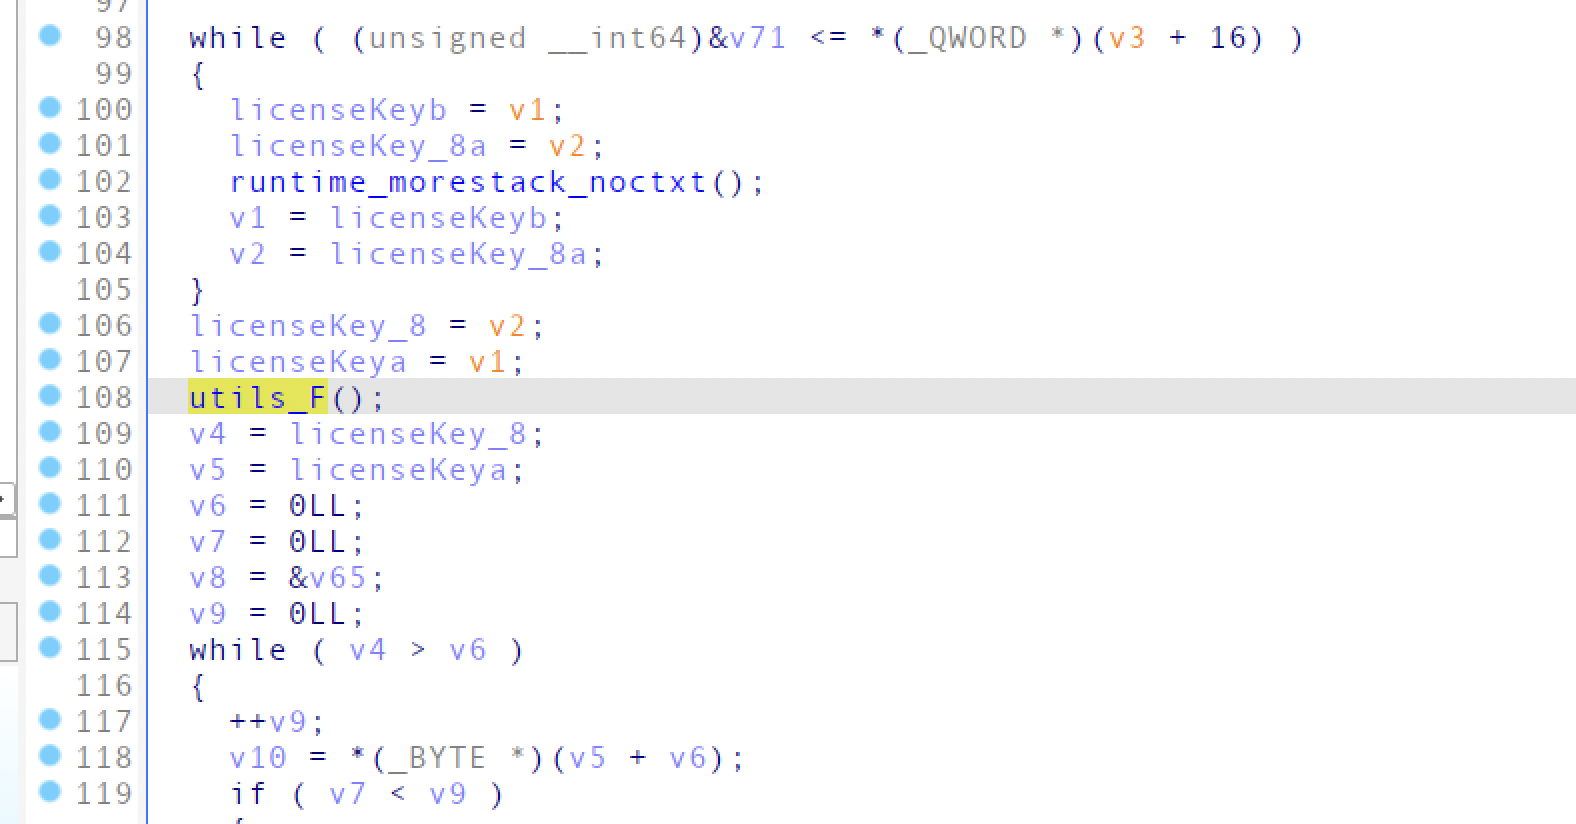 97
98 while ( (unsigned __int64)&v71 <= *(_QWORD *)(v3 + 16) )
99 {
100 licenseKeyb = v1;
101 licenseKey_8a = v2;
102 runtime_morestack_noctxt();
103 v1 = licenseKeyb;
104 v2 = licenseKey_8a;
105 }
106 licenseKey_8 = v2;
107 licenseKeya = v1;
108 utils_F();
109 v4 = licenseKey_8;
110 v5 = licenseKeya;
111 v6 = 0LL;
112 v7 = 0LL;
113 v8 = &v65;
114 v9 = 0LL;
115 while ( v4 > v6 )
116 {
117 ++v9;
118 v10 = *(_BYTE *)(v5 + v6);
119 if ( v7 < v9 )
{